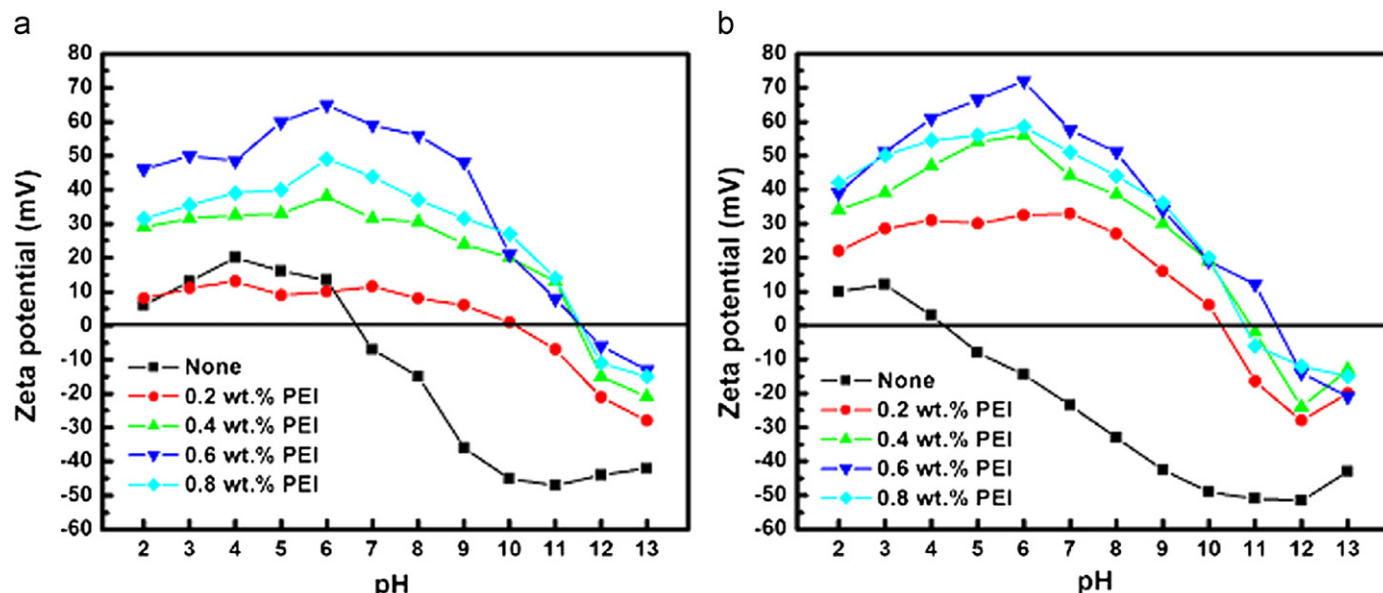 a
80
70
60
50
40
30
20
10
0
-10
-20
-30
-40
-50
-60
Zeta potential (mV)
None
0.2 wt.% PEI
0.4 wt.% PEI
0.6 wt.% PEI
0.8 wt.% PEI
2 3 4 5 6 7 8 9 10 11 12 13
pH
b
80
70
60
50
40
30
20
10
0
-10
-20
-30
-40
-50
-60
Zeta potential (mV)
None
0.2 wt.% PEI
0.4 wt.% PEI
0.6 wt.% PEI
0.8 wt.% PEI
2 3 4 5 6 7 8 9 10 11 12 13
pH